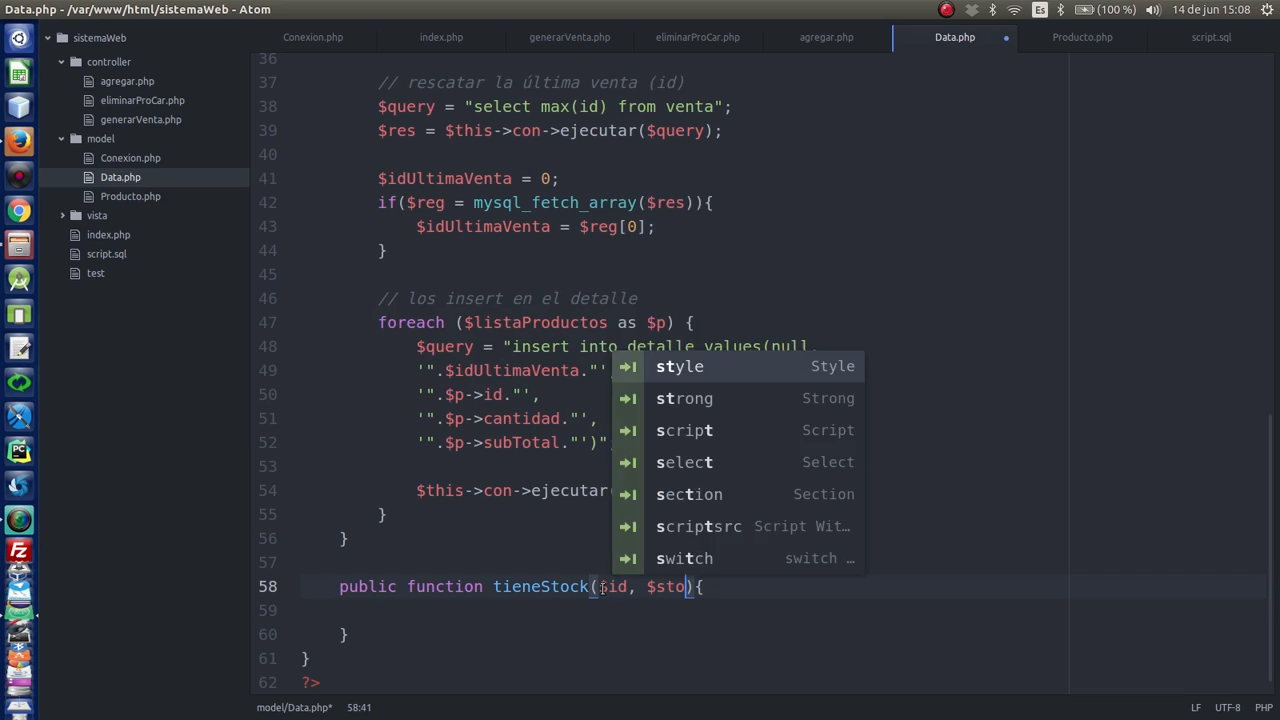 Data.php - /var/www/html/sistemaWeb - Atom
Es
(100 %)
14 de jun 15:08
sistemaWeb
Conexion.php
index.php
generarVenta.php
eliminarProCar.php
agregar.php
Data.php
Producto.php
script.sql
controller
agregar.php
eliminarProCar.php
generarVenta.php
model
Conexion.php
Data.php
Producto.php
vista
index.php
script.sql
test
36
37 // rescatar la última venta (id)
38 $query = "select max(id) from venta";
39 $res = $this->con->ejecutar($query);
40
41 $idUltimaVenta = 0;
42 if($reg = mysql_fetch_array($res)){
43 $idUltimaVenta = $reg[0];
44 }
45
46 // los insert en el detalle
47 foreach ($listaProductos as $p) {
48 $query = "insert into detalle values(null,
49 '".$idUltimaVenta."',
50 '".$p->id."',
51 '".$p->cantidad."',
52 '".$p->subTotal."')";
53
54 $this->con->ejecutar(
55 }
56 }
57
58 public function tieneStock($id, $sto){
59
60 }
61 }
62 ?>
style Style
strong Strong
script Script
select Select
section Section
scriptsrc Script Wit…
switch switch …
model/Data.php* 58:41
LF UTF-8 PHP